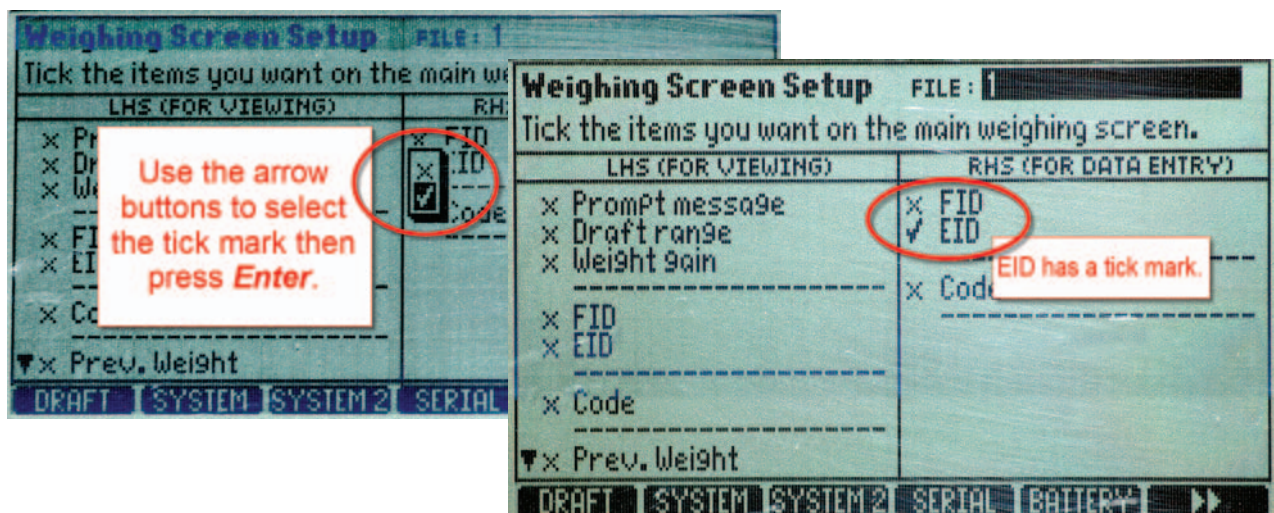 Weighing Screen Setup FILE: 1
Tick the items you want on the main we
LHS (FOR VIEWING) RHS
x Pr
x Dr
x We
x FI
x EI
x Co
▼x Prev. Weight
x FID
x EID
x
✓
Code
Use the arrow
buttons to select
the tick mark then
press Enter.
DRAFT SYSTEM SYSTEM 2 SERIAL
Weighing Screen Setup FILE: 1
Tick the items you want on the main weighing screen.
LHS (FOR VIEWING) RHS (FOR DATA ENTRY)
x Prompt message
x Draft range
x Weight gain
x FID
x EID
x Code
▼x Prev. Weight
x FID
✓ EID
EID has a tick mark.
x Code
DRAFT SYSTEM SYSTEM 2 SERIAL BATTERY ▶▶